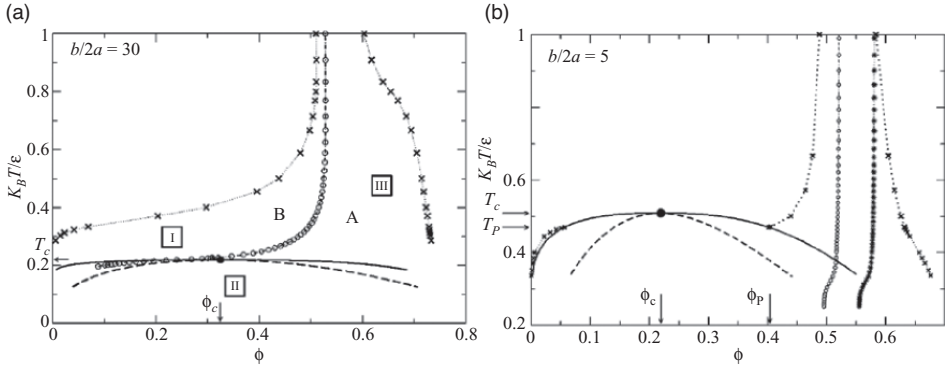 (a)
b/2a = 30
1
0.8
0.6
0.4
0.2
0
K_BT/ε
T_c
I
II
III
A
B
ϕ_c
0
0.2
0.4
0.6
0.8
ϕ
(b)
b/2a = 5
1
0.8
0.6
0.4
0.2
K_BT/ε
T_c
T_P
ϕ_c
ϕ_P
0
0.1
0.2
0.3
0.4
0.5
0.6
ϕ